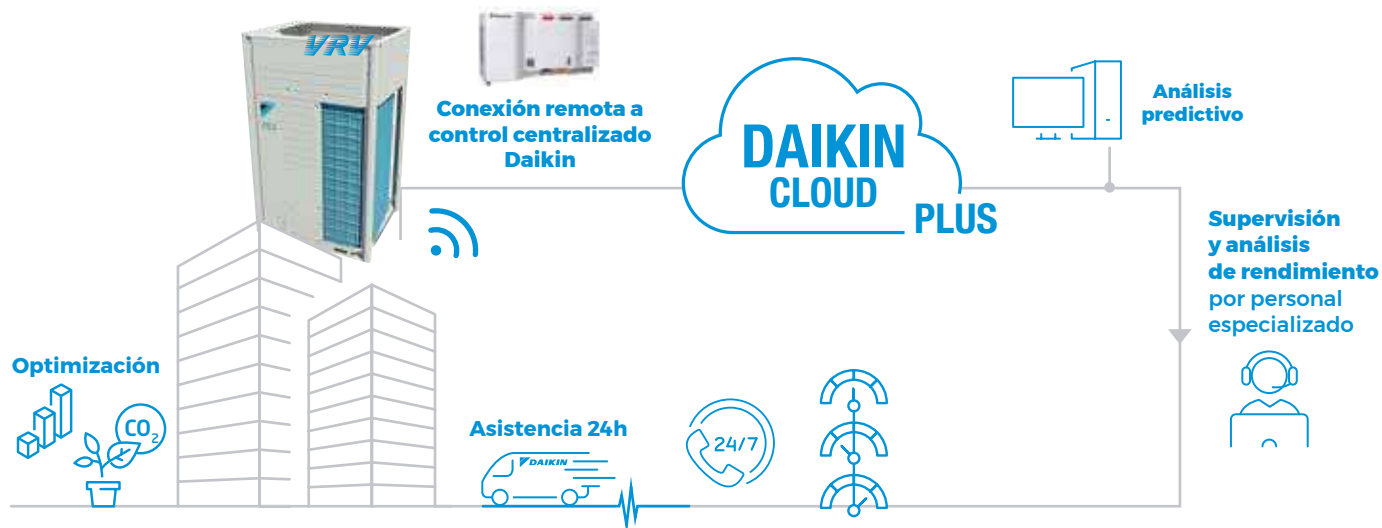 VRV
Conexión remota a
control centralizado
Daikin
DAIKIN
CLOUD
PLUS
Análisis
predictivo
Supervisión
y análisis
de rendimiento
por personal
especializado
Optimización
CO2
Asistencia 24h
DAIKIN
24/7